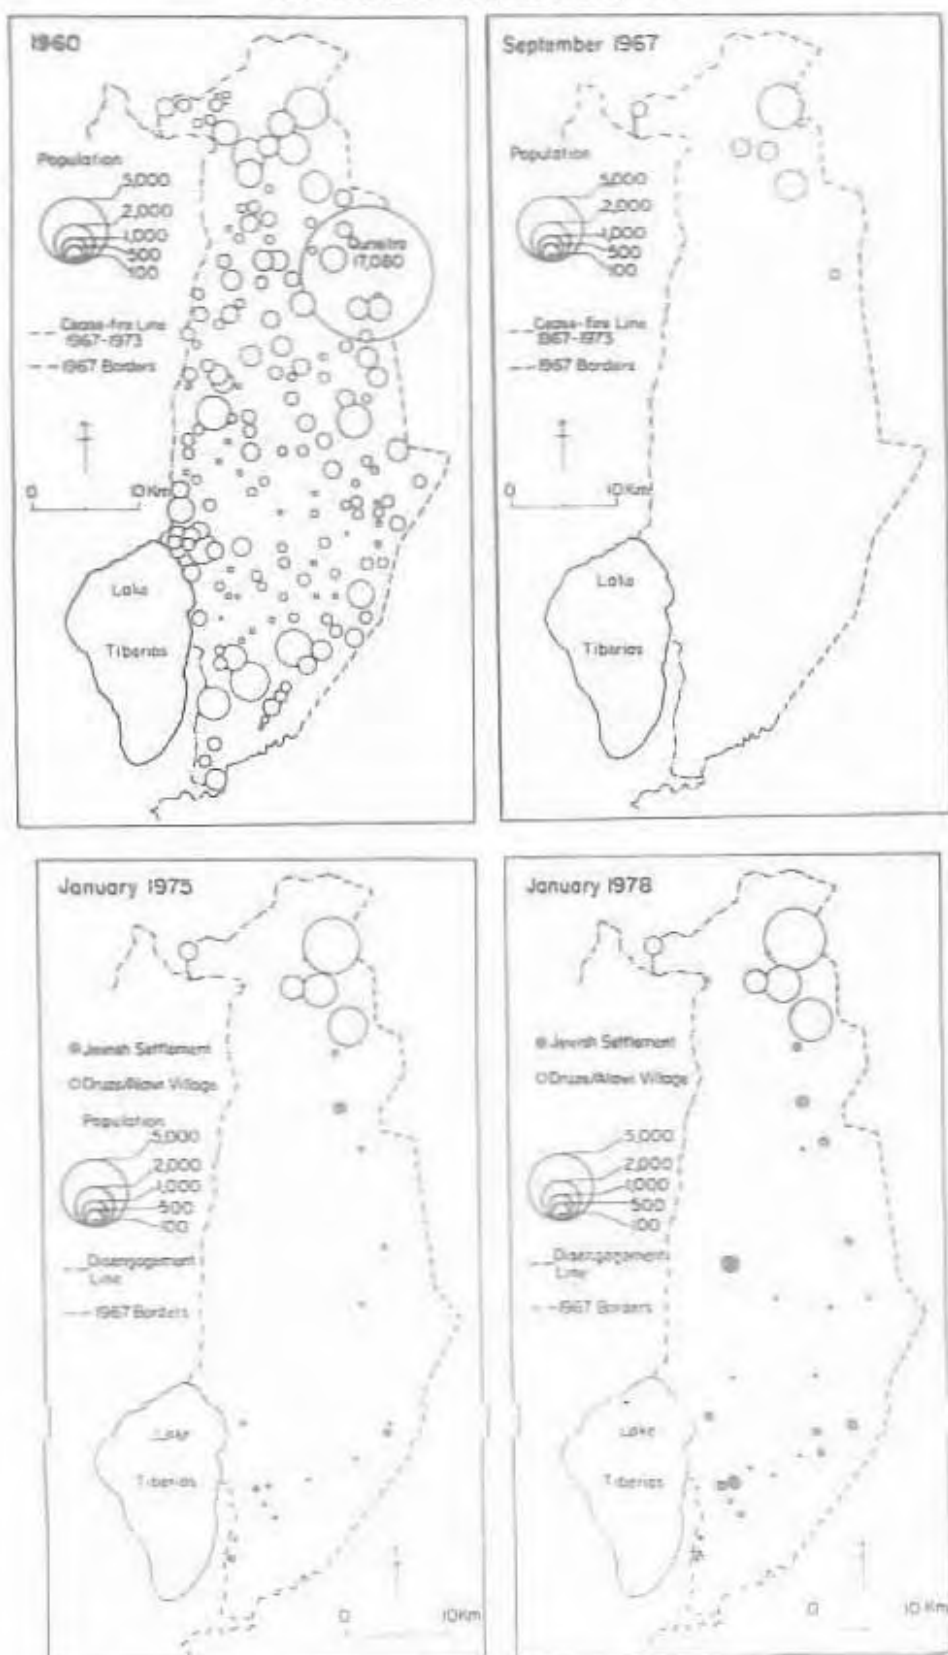 1960
Population
5,000
2,000
1,000
500
100
Quneitra
17,080
Cease-fire Line
1967-1973
1967 Borders
0
10 Km
Lake
Tiberias
September 1967
Population
5,000
2,000
1,000
500
100
Cease-fire Line
1967-1973
1967 Borders
0
10 Km
Lake
Tiberias
January 1975
Jewish Settlement
Druze/Alawi Village
Population
5,000
2,000
1,000
500
100
Disengagement
Line
1967 Borders
Lake
Tiberias
0
10 Km
January 1978
Jewish Settlement
Druze/Alawi Village
Population
5,000
2,000
1,000
500
100
Disengagement
Line
1967 Borders
Lake
Tiberias
0
10 Km